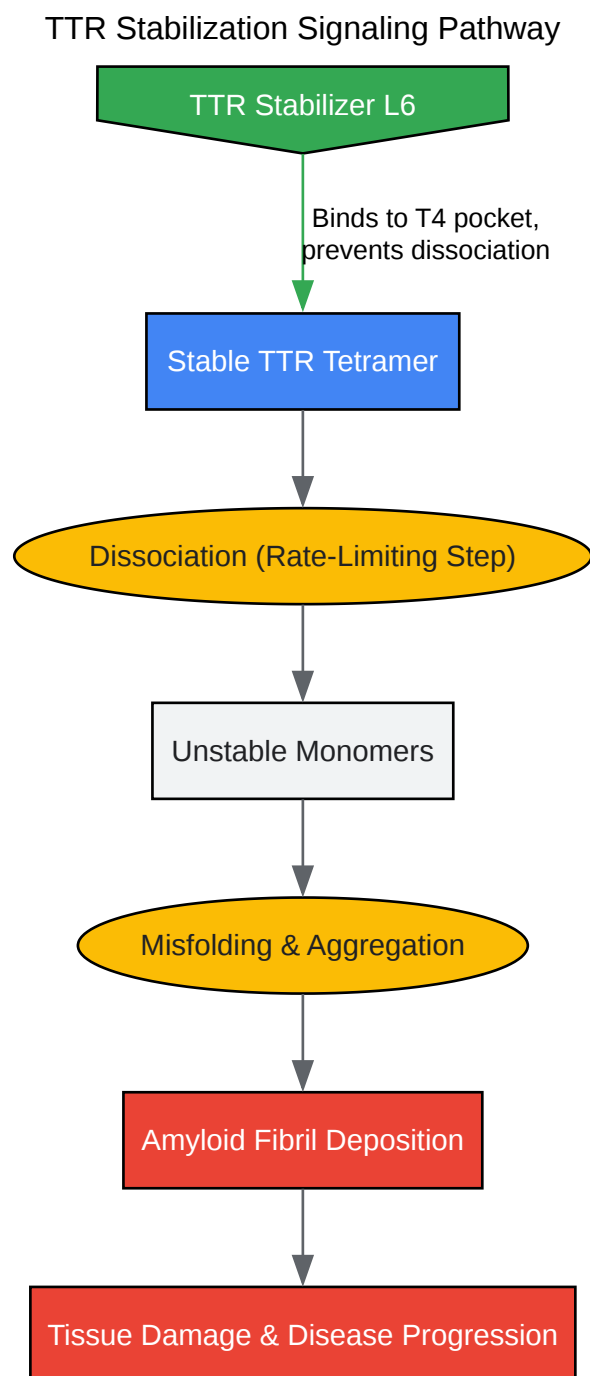 TTR Stabilization Signaling Pathway
TTR Stabilizer L6
Binds to T4 pocket,
prevents dissociation
Stable TTR Tetramer
Dissociation (Rate-Limiting Step)
Unstable Monomers
Misfolding & Aggregation
Amyloid Fibril Deposition
Tissue Damage & Disease Progression